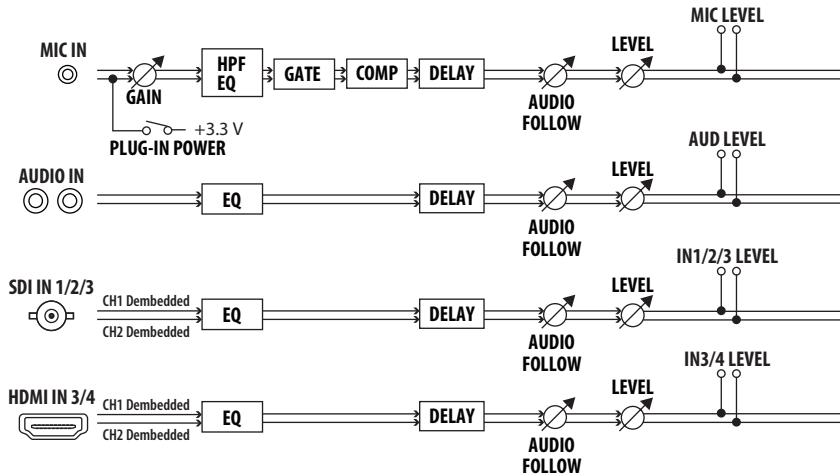 MIC LEVEL
MIC IN
LEVEL
HPF
EQ
GATE
COMP
DELAY
GAIN
AUDIO
FOLLOW
+3.3 V
PLUG-IN POWER
AUD LEVEL
AUDIO IN
LEVEL
EQ
DELAY
AUDIO
FOLLOW
IN1/2/3 LEVEL
SDI IN 1/2/3
LEVEL
CH1 Dembedded
EQ
DELAY
CH2 Dembedded
AUDIO
FOLLOW
IN3/4 LEVEL
HDMI IN 3/4
LEVEL
CH1 Dembedded
EQ
DELAY
CH2 Dembedded
AUDIO
FOLLOW